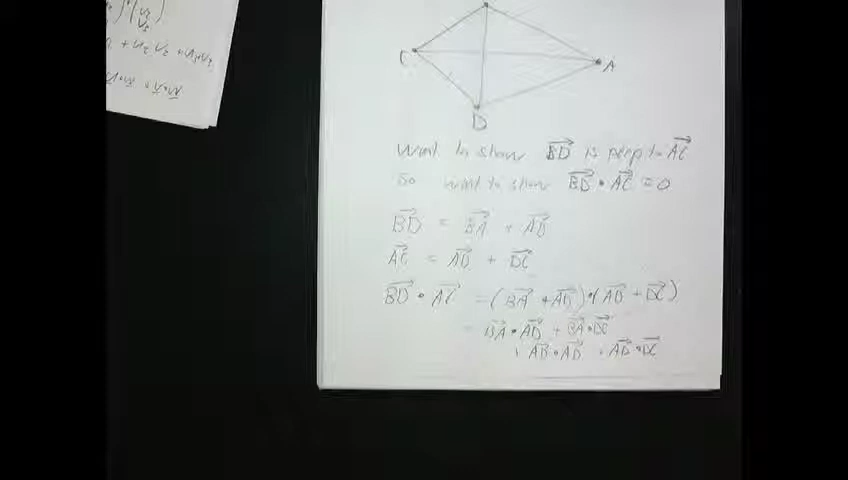 C
A
D
Want to show BD is perp to AC
So want to show BD • AC = 0
BD = BA + AD
AC = AD + DC
BD • AC = (BA + AD) • (AD + DC)
= BA • AD + BA • DC
+ AD • AD + AD • DC